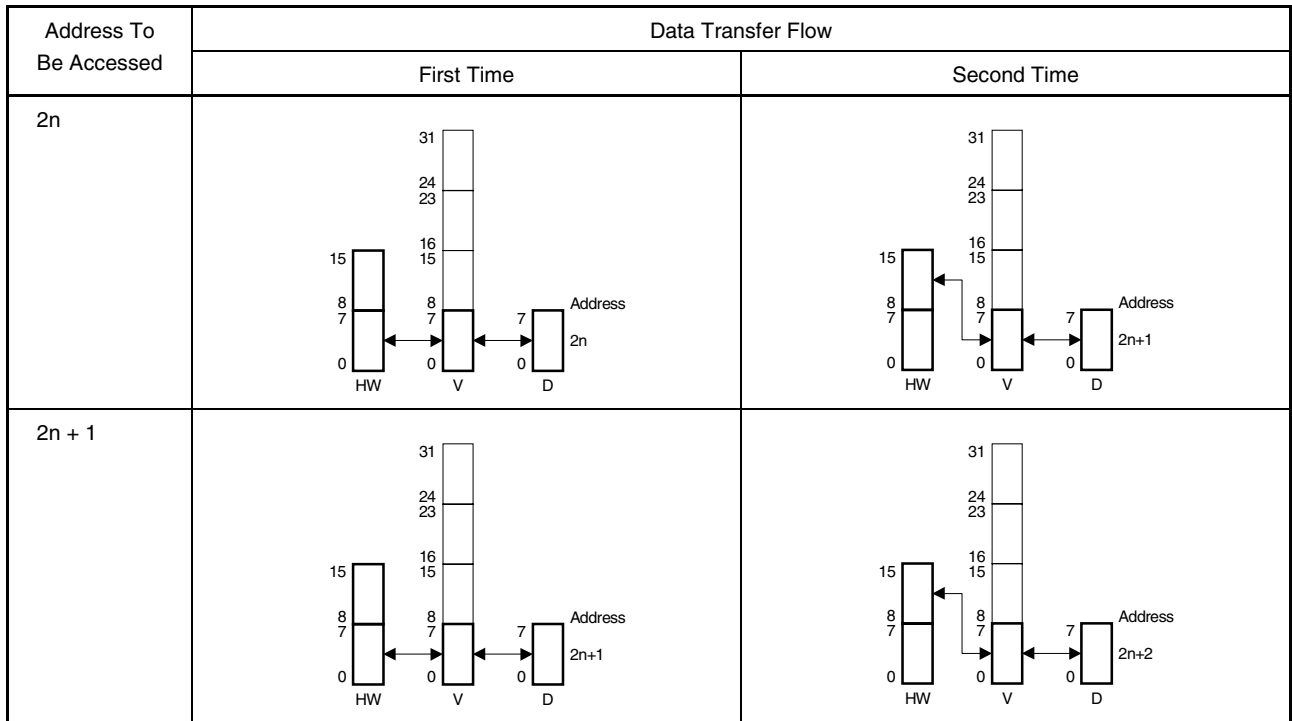 Address To
Be Accessed
Data Transfer Flow
First Time
Second Time
2n
31
24
23
16
15
15
8
7
8
7
7
Address
2n
0
0
0
HW
V
D
31
24
23
16
15
15
8
7
8
7
7
Address
2n+1
0
0
0
HW
V
D
2n + 1
31
24
23
16
15
15
8
7
8
7
7
Address
2n+1
0
0
0
HW
V
D
31
24
23
16
15
15
8
7
8
7
7
Address
2n+2
0
0
0
HW
V
D